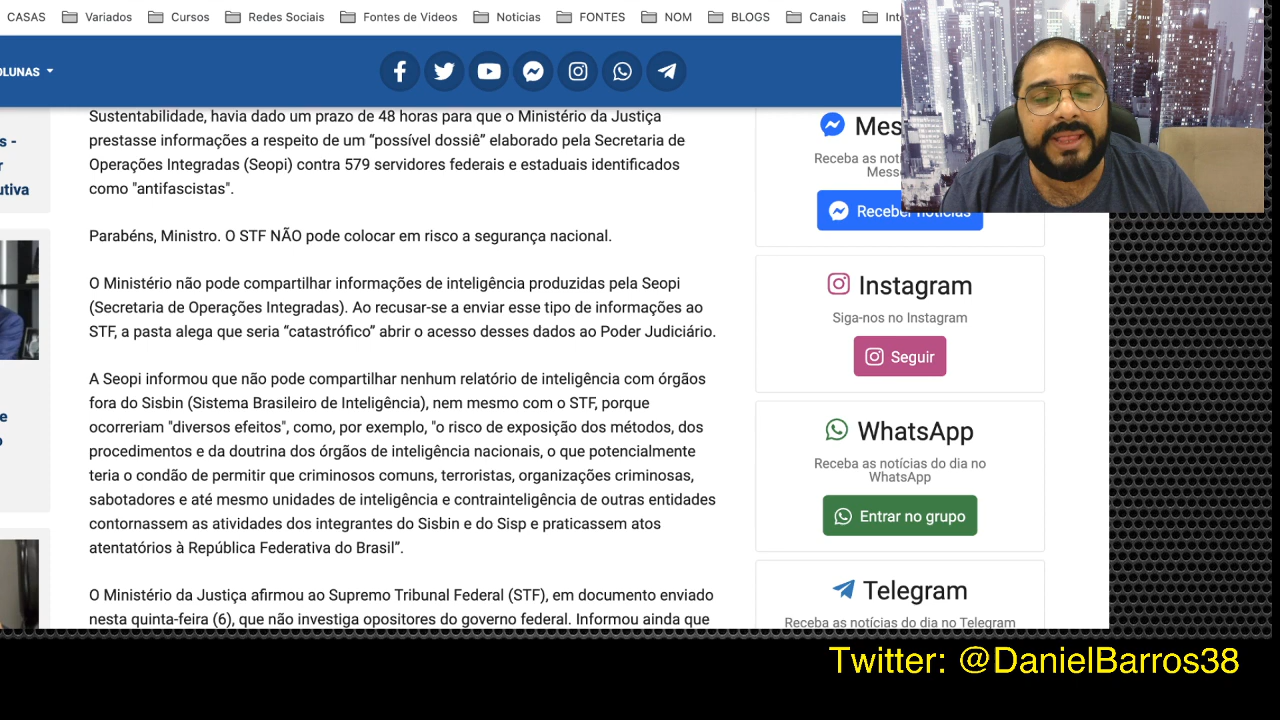 CASAS Variados Cursos Redes Sociais Fontes de Videos Noticias FONTES NOM BLOGS Canais
OLUNAS
s -
r
utiva
e
o
Sustentabilidade, havia dado um prazo de 48 horas para que o Ministério da Justiça
prestasse informações a respeito de um “possível dossiê” elaborado pela Secretaria de
Operações Integradas (Seopi) contra 579 servidores federais e estaduais identificados
como "antifascistas".
Parabéns, Ministro. O STF NÃO pode colocar em risco a segurança nacional.
O Ministério não pode compartilhar informações de inteligência produzidas pela Seopi
(Secretaria de Operações Integradas). Ao recusar-se a enviar esse tipo de informações ao
STF, a pasta alega que seria “catastrófico” abrir o acesso desses dados ao Poder Judiciário.
A Seopi informou que não pode compartilhar nenhum relatório de inteligência com órgãos
fora do Sisbin (Sistema Brasileiro de Inteligência), nem mesmo com o STF, porque
ocorreriam "diversos efeitos", como, por exemplo, "o risco de exposição dos métodos, dos
procedimentos e da doutrina dos órgãos de inteligência nacionais, o que potencialmente
teria o condão de permitir que criminosos comuns, terroristas, organizações criminosas,
sabotadores e até mesmo unidades de inteligência e contrainteligência de outras entidades
contornassem as atividades dos integrantes do Sisbin e do Sisp e praticassem atos
atentatórios à República Federativa do Brasil”.
O Ministério da Justiça afirmou ao Supremo Tribunal Federal (STF), em documento enviado
nesta quinta-feira (6), que não investiga opositores do governo federal. Informou ainda que
Mes
Receba as notí
Messe
Receber notícias
Instagram
Siga-nos no Instagram
Seguir
WhatsApp
Receba as notícias do dia no
WhatsApp
Entrar no grupo
Telegram
Receba as notícias do dia no Telegram
Twitter: @DanielBarros38